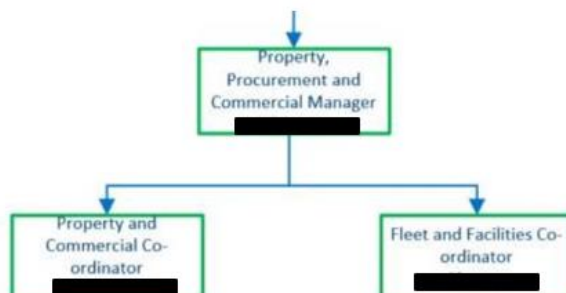 Property,
Procurement and
Commercial Manager
Property and
Commercial Co-
ordinator
Fleet and Facilities Co-
ordinator